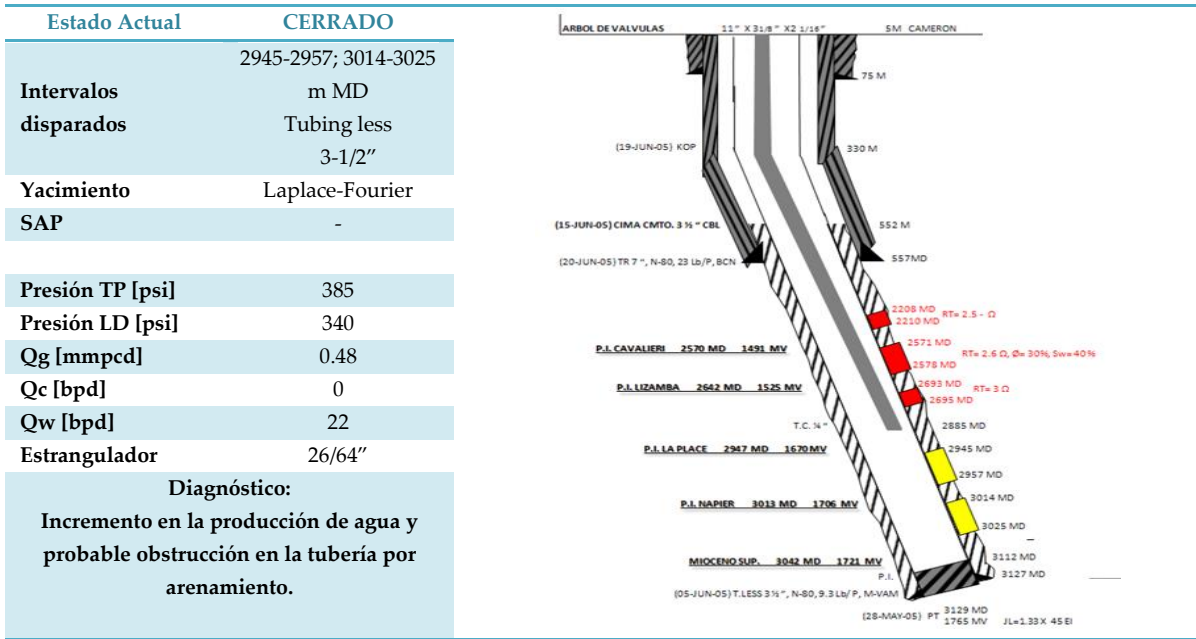 Estado Actual CERRADO
2945-2957; 3014-3025
Intervalos m MD
disparados Tubing less
3-1/2”
Yacimiento Laplace-Fourier
SAP -
Presión TP [psi] 385
Presión LD [psi] 340
Qg [mmpcd] 0.48
Qc [bpd] 0
Qw [bpd] 22
Estrangulador 26/64”
Diagnóstico:
Incremento en la producción de agua y
probable obstrucción en la tubería por
arenamiento.
ARBOL DE VALVULAS 11” X 3 1/8” X2 1/16” 5M CAMERON
75 M
(19-JUN-05) KOP 330 M
(15-JUN-05) CIMA CMTO. 3 ½ “ CBL 552 M
(20-JUN-05) TR 7 “, N-80, 23 Lb/P, BCN 557MD
2208 MD
2210 MD RT= 2.5 - Ω
2571 MD
P.I. CAVALIERI 2570 MD 1491 MV RT= 2.6 Ω, Ø= 30%, Sw=40%
2578 MD
P.I. LIZAMBA 2642 MD 1525 MV 2693 MD RT= 3 Ω
2695 MD
T.C. ¼ “ 2885 MD
P.I. LA PLACE 2947 MD 1670 MV 2945 MD
2957 MD
P.I. NAPIER 3013 MD 1706 MV 3014 MD
3025 MD
MIOCENO SUP. 3042 MD 1721 MV 3112 MD
P.I. 3127 MD
(05-JUN-05) T.LESS 3 ½ “, N-80, 9.3 Lb/ P, M-VAM
(28-MAY-05) PT 3129 MD
1765 MV JL=1.33 X 45 EI